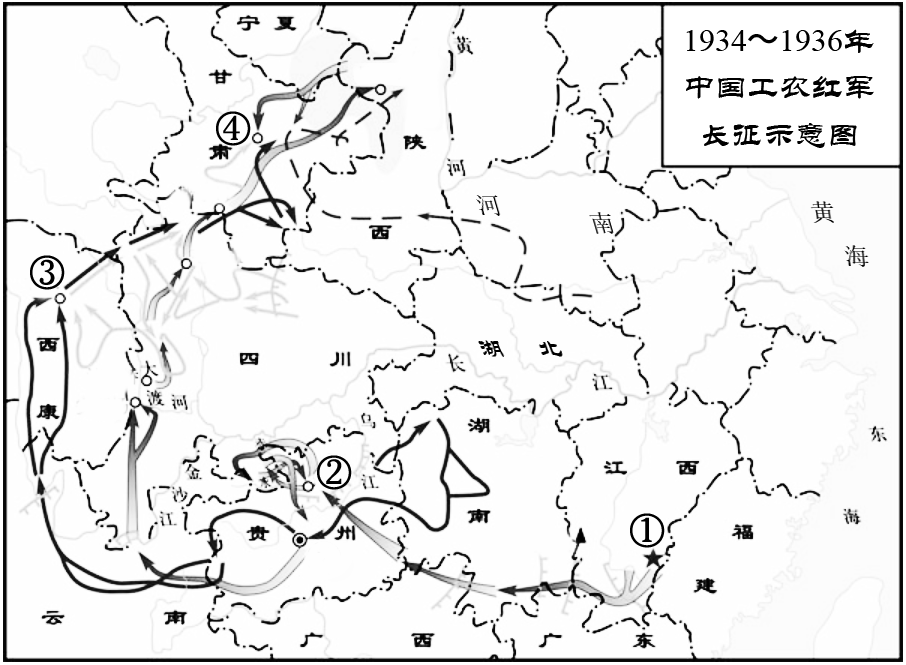 1934～1936年
中国工农红军
长征示意图
宁夏
甘
肃
④
陕
西
黄
河
河
南
黄
海
③
西
康
四川
大
渡河
湖北
长
江
乌
江
金
沙
江
②
贵州
湖
南
江西
①
福
建
东
海
云南
广西
广东